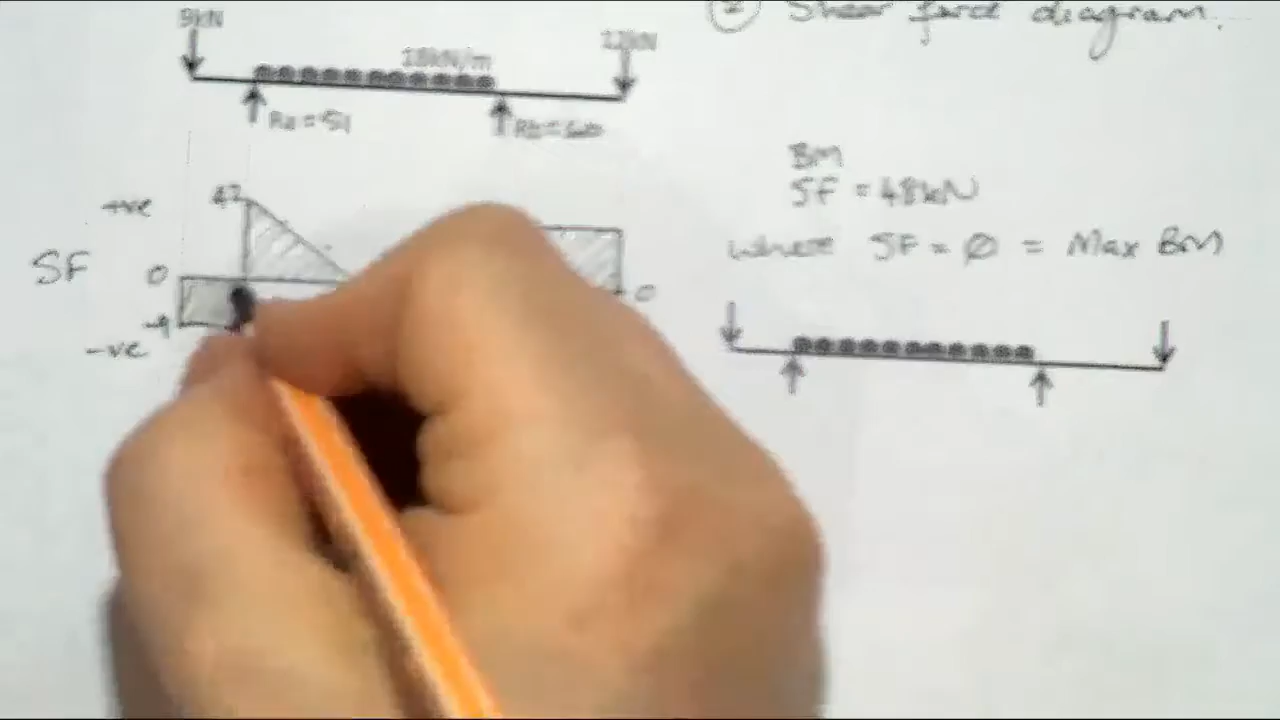 ② Shear force diagram.
9kN
18kN/m
12kN
Ra = 51
Rb = 60
BM
SF = 48kN
where SF = Ø = Max BM
42
+ve
SF
0
0
-9
-ve